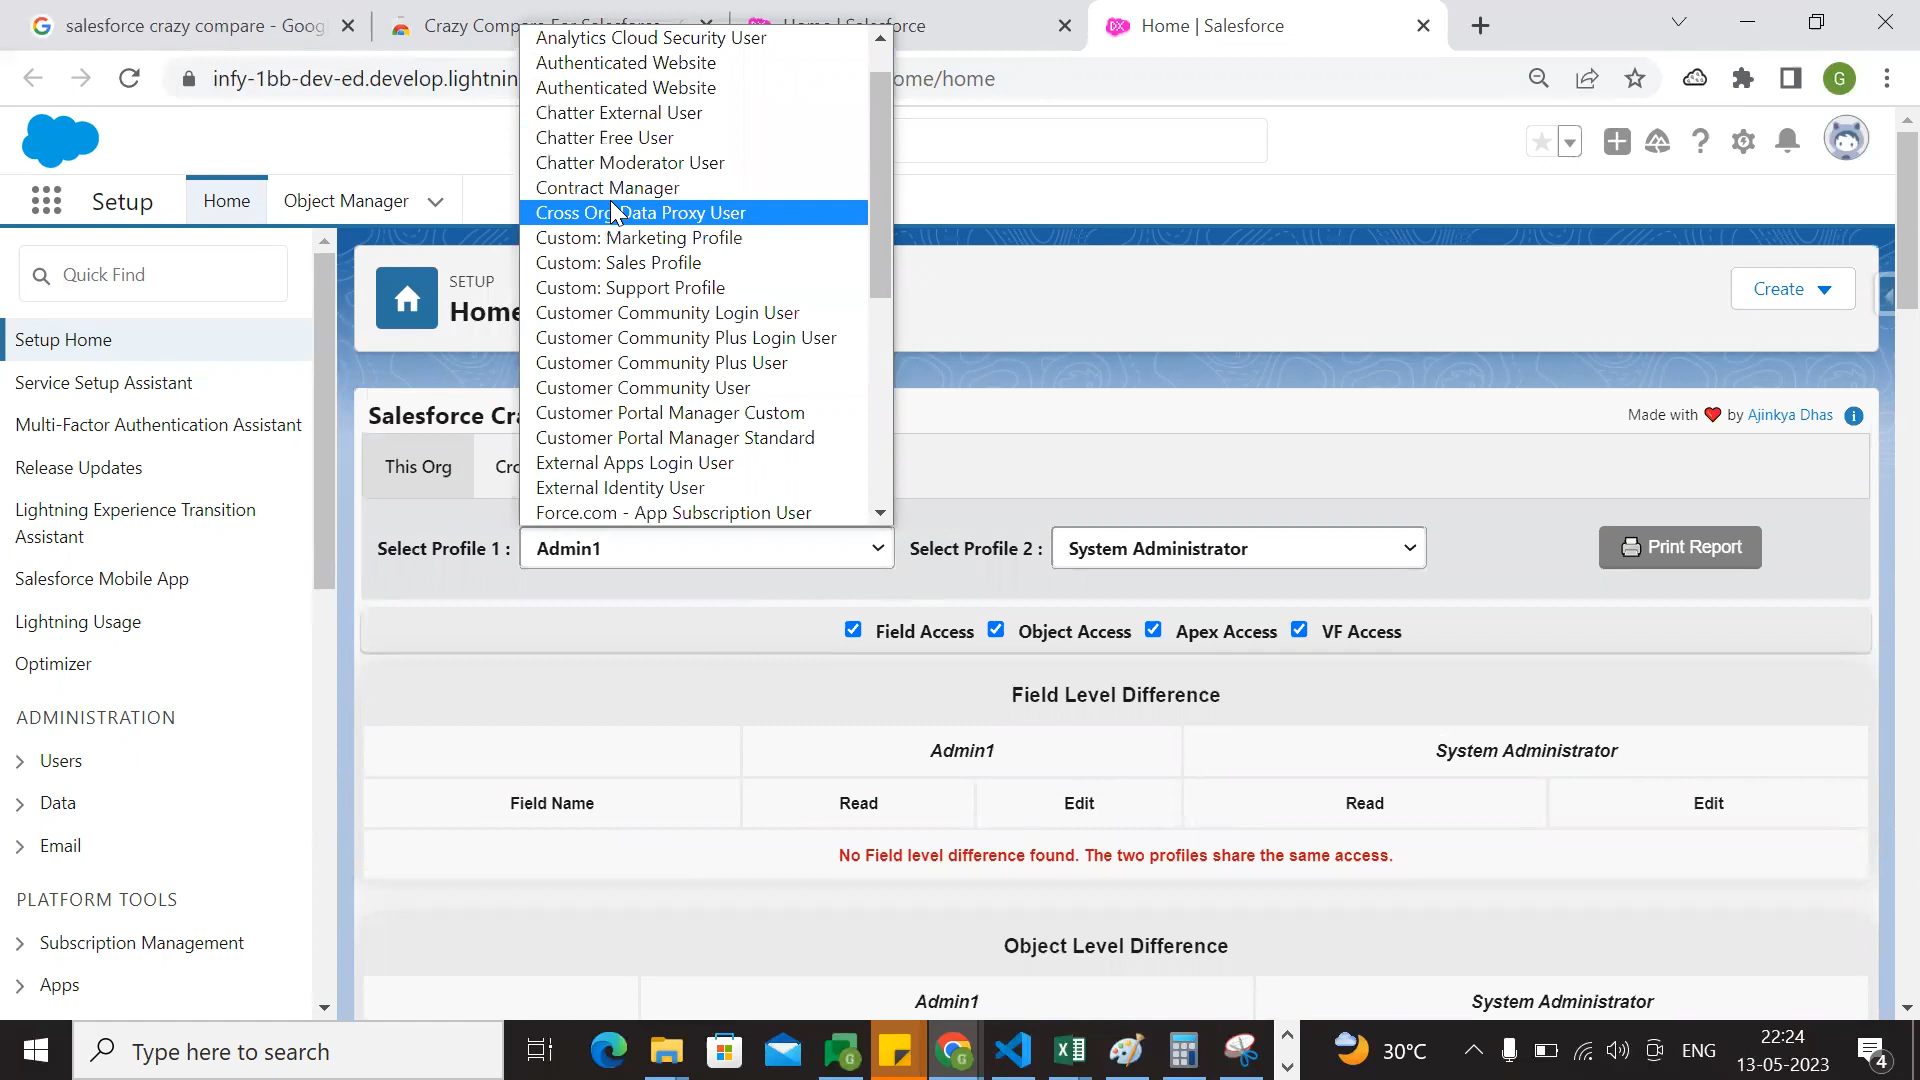 salesforce crazy compare - Goog
Crazy Comp
Home | Salesforce
Home | Salesforce
infy-1bb-dev-ed.develop.lightnin
ome/home
G
Analytics Cloud Security User
Authenticated Website
Authenticated Website
Chatter External User
Chatter Free User
Chatter Moderator User
Contract Manager
Cross Org Data Proxy User
Custom: Marketing Profile
Custom: Sales Profile
Custom: Support Profile
Customer Community Login User
Customer Community Plus Login User
Customer Community Plus User
Customer Community User
Customer Portal Manager Custom
Customer Portal Manager Standard
External Apps Login User
External Identity User
Force.com - App Subscription User
Setup
Home
Object Manager
Quick Find
Setup Home
Service Setup Assistant
Multi-Factor Authentication Assistant
Release Updates
Lightning Experience Transition
Assistant
Salesforce Mobile App
Lightning Usage
Optimizer
ADMINISTRATION
Users
Data
Email
PLATFORM TOOLS
Subscription Management
Apps
SETUP
Home
Create
Salesforce Cr
Made with ❤ by Ajinkya Dhas
This Org
Cro
Select Profile 1 :
Admin1
Select Profile 2 :
System Administrator
Print Report
Field Access
Object Access
Apex Access
VF Access
Field Level Difference
Admin1
System Administrator
Field Name
Read
Edit
Read
Edit
No Field level difference found. The two profiles share the same access.
Object Level Difference
Admin1
System Administrator
Type here to search
30°C
ENG
22:24
13-05-2023
4